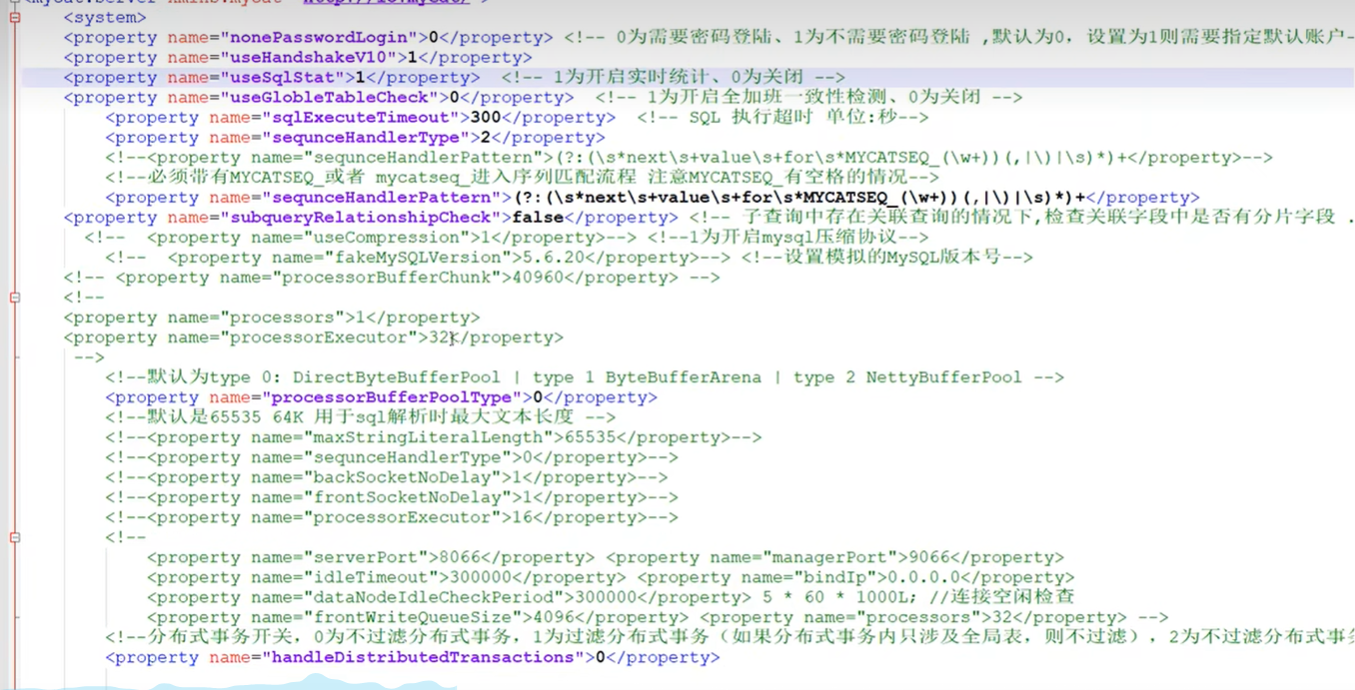 <system>
<property name="nonePasswordLogin">0</property> <!-- 0为需要密码登陆、1为不需要密码登陆 ,默认为0，设置为1则需要指定默认账户-
<property name="useHandshakeV10">1</property>
<property name="useSqlStat">1</property>  <!-- 1为开启实时统计、0为关闭 -->
<property name="useGlobleTableCheck">0</property>  <!-- 1为开启全加班一致性检测、0为关闭 -->
<property name="sqlExecuteTimeout">300</property>  <!-- SQL 执行超时 单位:秒-->
<property name="sequnceHandlerType">2</property>
<!--<property name="sequnceHandlerPattern">(?:(\s*next\s+value\s+for\s*MYCATSEQ_(\w+))(,|\)|\s)*)+</property>-->
<!--必须带有MYCATSEQ_或者 mycatseq_进入序列匹配流程 注意MYCATSEQ_有空格的情况-->
<property name="sequnceHandlerPattern">(?:(\s*next\s+value\s+for\s*MYCATSEQ_(\w+))(,|\)|\s)*)+</property>
<property name="subqueryRelationshipCheck">false</property> <!-- 子查询中存在关联查询的情况下,检查关联字段中是否有分片字段 .
<!--  <property name="useCompression">1</property>--> <!--1为开启mysql压缩协议-->
<!--  <property name="fakeMySQLVersion">5.6.20</property>--> <!--设置模拟的MySQL版本号-->
<!-- <property name="processorBufferChunk">40960</property> -->
<!--
<property name="processors">1</property>
<property name="processorExecutor">32</property>
-->
<!--默认为type 0: DirectByteBufferPool | type 1 ByteBufferArena | type 2 NettyBufferPool -->
<property name="processorBufferPoolType">0</property>
<!--默认是65535 64K 用于sql解析时最大文本长度 -->
<!--<property name="maxStringLiteralLength">65535</property>-->
<!--<property name="sequnceHandlerType">0</property>-->
<!--<property name="backSocketNoDelay">1</property>-->
<!--<property name="frontSocketNoDelay">1</property>-->
<!--<property name="processorExecutor">16</property>-->
<!--
<property name="serverPort">8066</property> <property name="managerPort">9066</property>
<property name="idleTimeout">300000</property> <property name="bindIp">0.0.0.0</property>
<property name="dataNodeIdleCheckPeriod">300000</property> 5 * 60 * 1000L; //连接空闲检查
<property name="frontWriteQueueSize">4096</property> <property name="processors">32</property> -->
<!--分布式事务开关，0为不过滤分布式事务，1为过滤分布式事务（如果分布式事务内只涉及全局表，则不过滤），2为不过滤分布式事
<property name="handleDistributedTransactions">0</property>